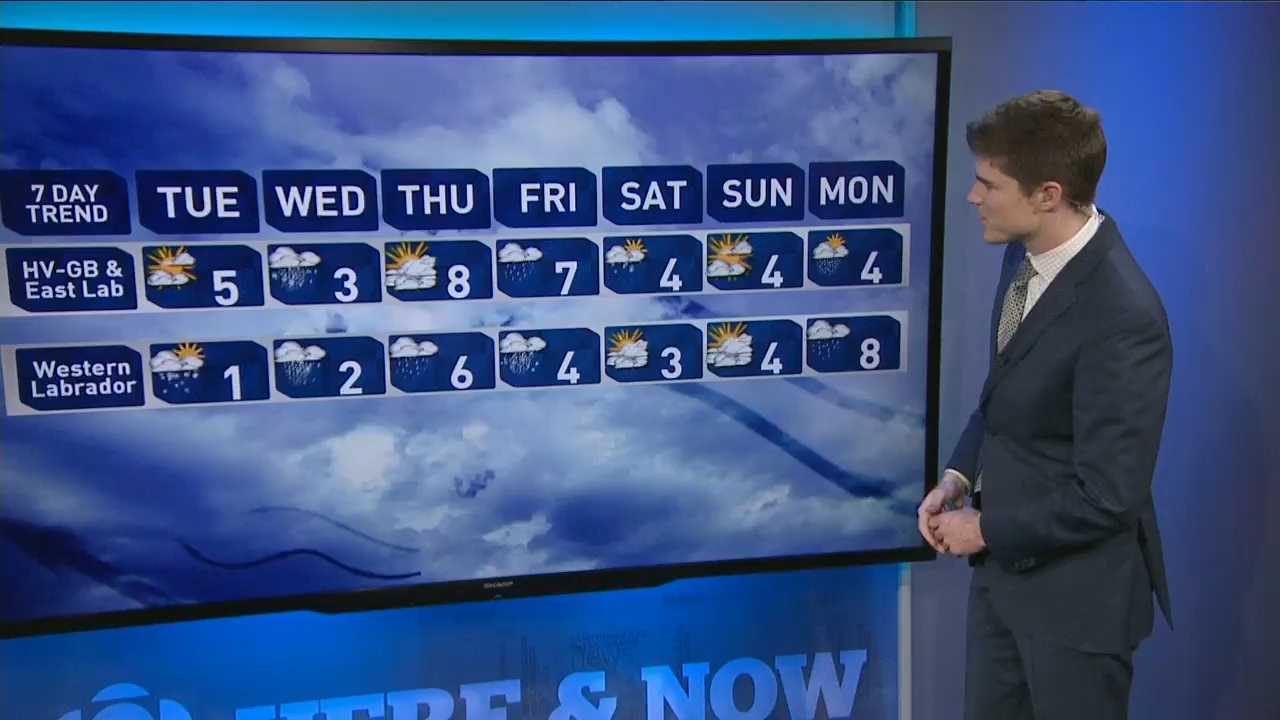 7 DAY
TREND
TUE
WED
THU
FRI
SAT
SUN
MON
HV-GB &
East Lab
5
3
8
7
4
4
4
Western
Labrador
1
2
6
4
3
4
8
SHARP
HERE & NOW